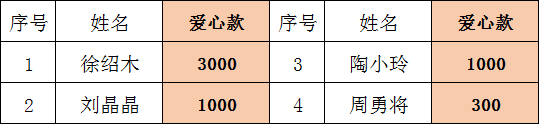 序号 姓名 爱心款 序号 姓名 爱心款
1 徐绍木 3000 3 陶小玲 1000
2 刘晶晶 1000 4 周勇将 300